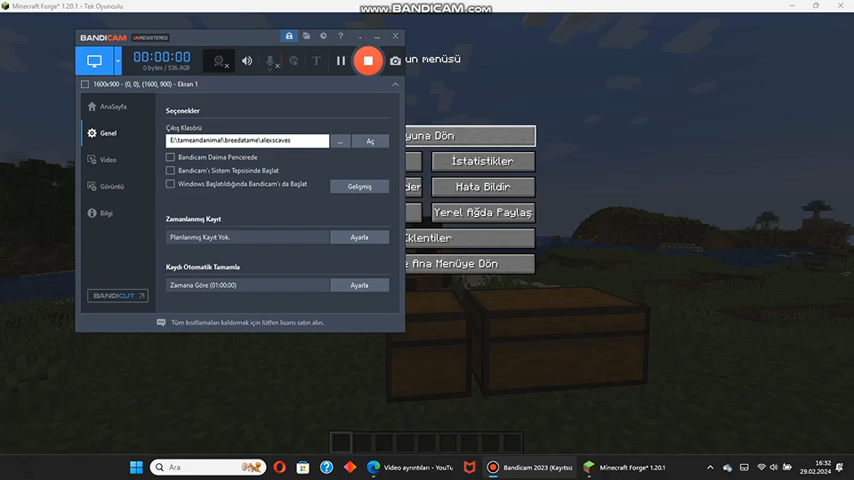 Minecraft Forge* 1.20.1 - Tek Oyunculu
www.BANDICAM.com
BANDICAM UNREGISTERED
00:00:00
0 bytes / 536.8GB
1600x900 - (0, 0), (1600, 900) - Ekran 1
AnaSayfa
Genel
Video
Görüntü
Bilgi
BANDICUT
Seçenekler
Çıkış Klasörü
E:\tameandanimal\breedatame\alexscaves
...
Aç
Bandicam Daima Pencerede
Bandicam'ı Sistem Tepsisinde Başlat
Windows Başlatıldığında Bandicam'ı da Başlat
Gelişmiş
Zamanlanmış Kayıt
Planlanmış Kayıt Yok.
Ayarla
Kaydı Otomatik Tamamla
Zamana Göre (01:00:00)
Ayarla
Tüm kısıtlamaları kaldırmak için lütfen lisans satın alın.
un menüsü
yuna Dön
İstatistikler
der
Hata Bildir
Yerel Ağda Paylaş
Eklentiler
e Ana Menüye Dön
Ara
Video ayrıntıları - YouTu
Bandicam 2023 (Kayıtsız
Minecraft Forge* 1.20.1
16:32
29.02.2024